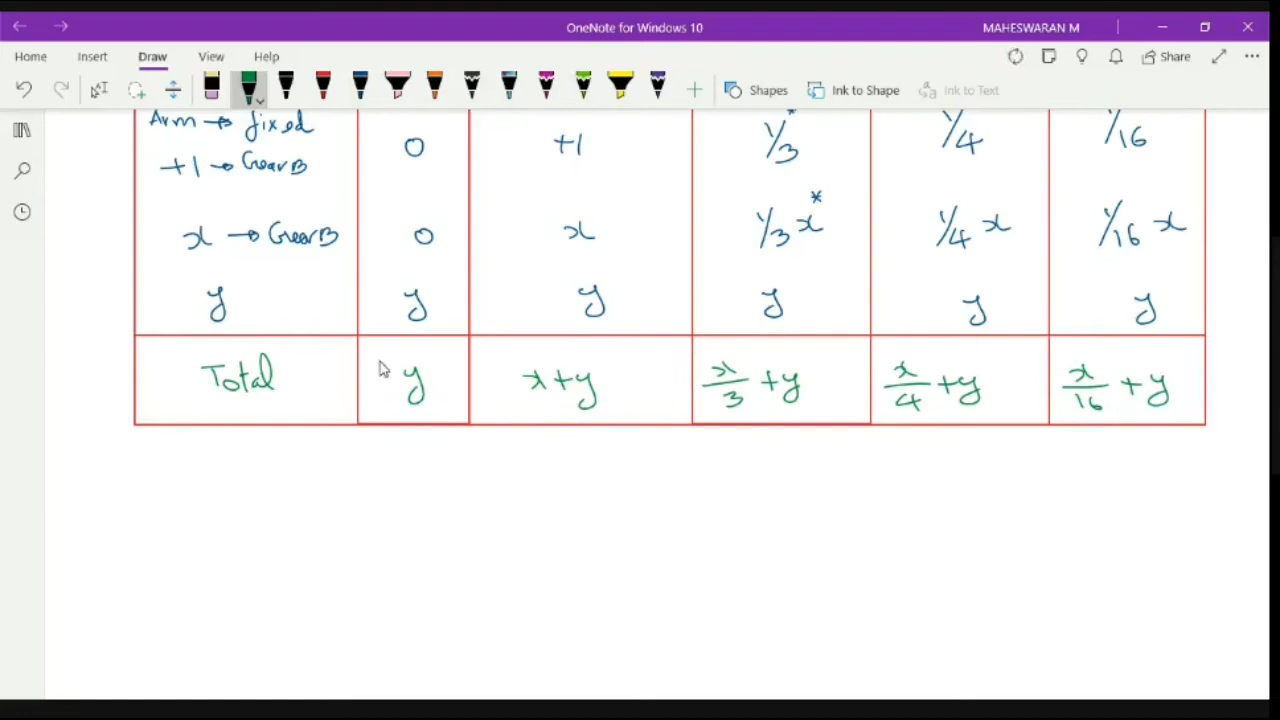 OneNote for Windows 10
MAHESWARAN M
Home Insert Draw View Help
Share
Shapes Ink to Shape Ink to Text
Arm → fixed
+1 → Gear B
0 +1 1/3* 1/4 1/16
x → Gear B 0 x 1/3 x* 1/4 x 1/16 x
y y y y y y
Total y x+y x/3 +y x/4 +y x/16 +y